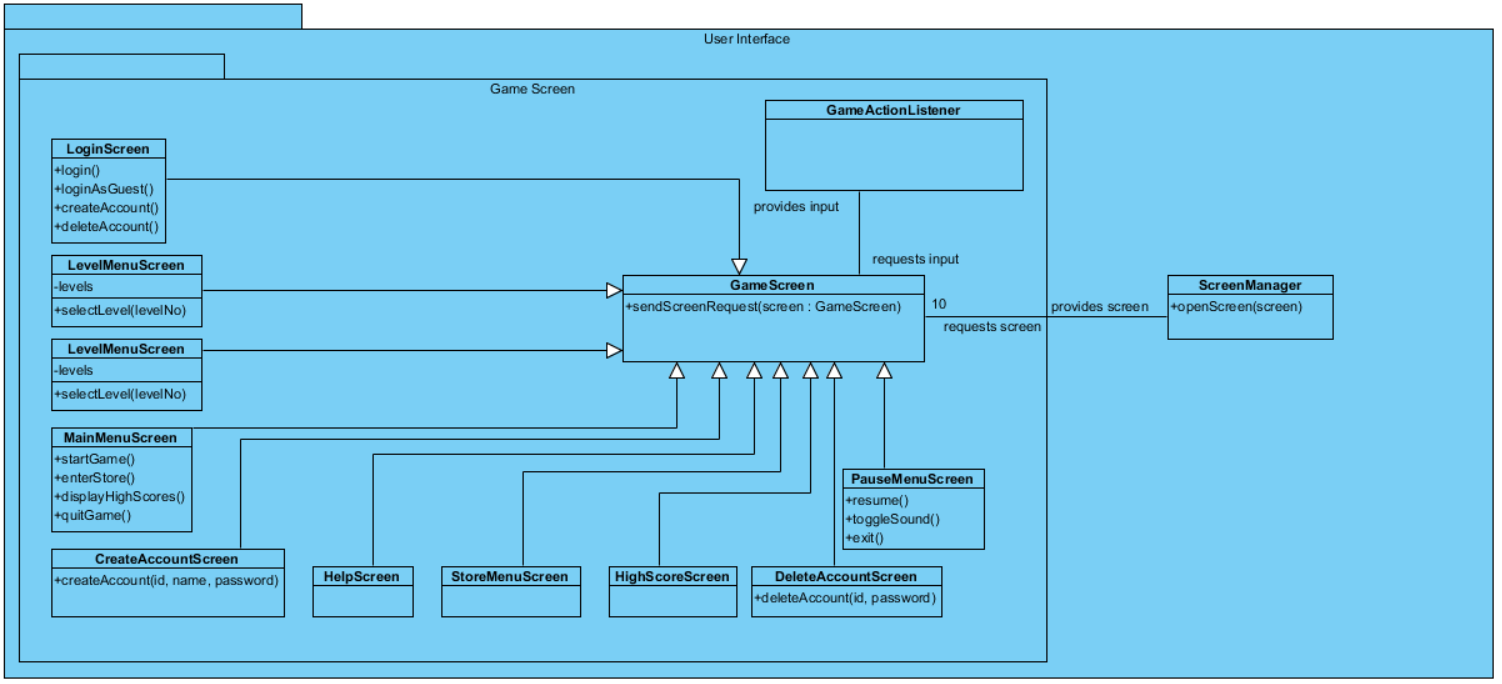 User Interface
Game Screen
GameActionListener
LoginScreen
+login()
+loginAsGuest()
+createAccount()
+deleteAccount()
provides input
requests input
LevelMenuScreen
-levels
+selectLevel(levelNo)
GameScreen
+sendScreenRequest(screen : GameScreen)
10
requests screen
provides screen
ScreenManager
+openScreen(screen)
LevelMenuScreen
-levels
+selectLevel(levelNo)
MainMenuScreen
+startGame()
+enterStore()
+displayHighScores()
+quitGame()
PauseMenuScreen
+resume()
+toggleSound()
+exit()
CreateAccountScreen
+createAccount(id, name, password)
HelpScreen
StoreMenuScreen
HighScoreScreen
DeleteAccountScreen
+deleteAccount(id, password)